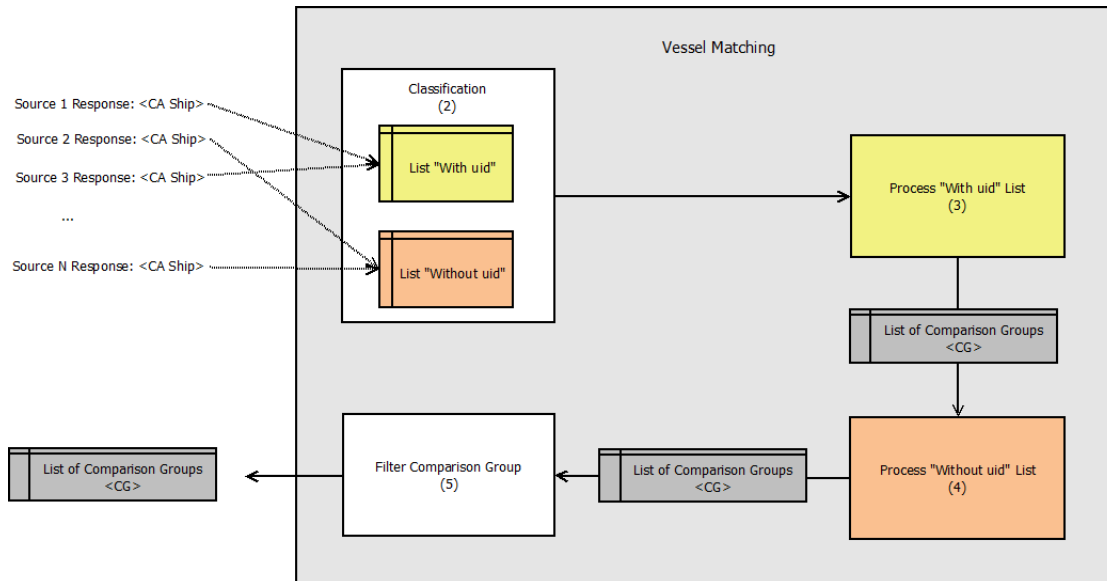 Vessel Matching
Classification
(2)
Source 1 Response: <CA Ship>
Source 2 Response: <CA Ship>
List "With uid"
Source 3 Response: <CA Ship>
...
Source N Response: <CA Ship>
List "Without uid"
Process "With uid" List
(3)
List of Comparison Groups
<CG>
Process "Without uid" List
(4)
List of Comparison Groups
<CG>
Filter Comparison Group
(5)
List of Comparison Groups
<CG>